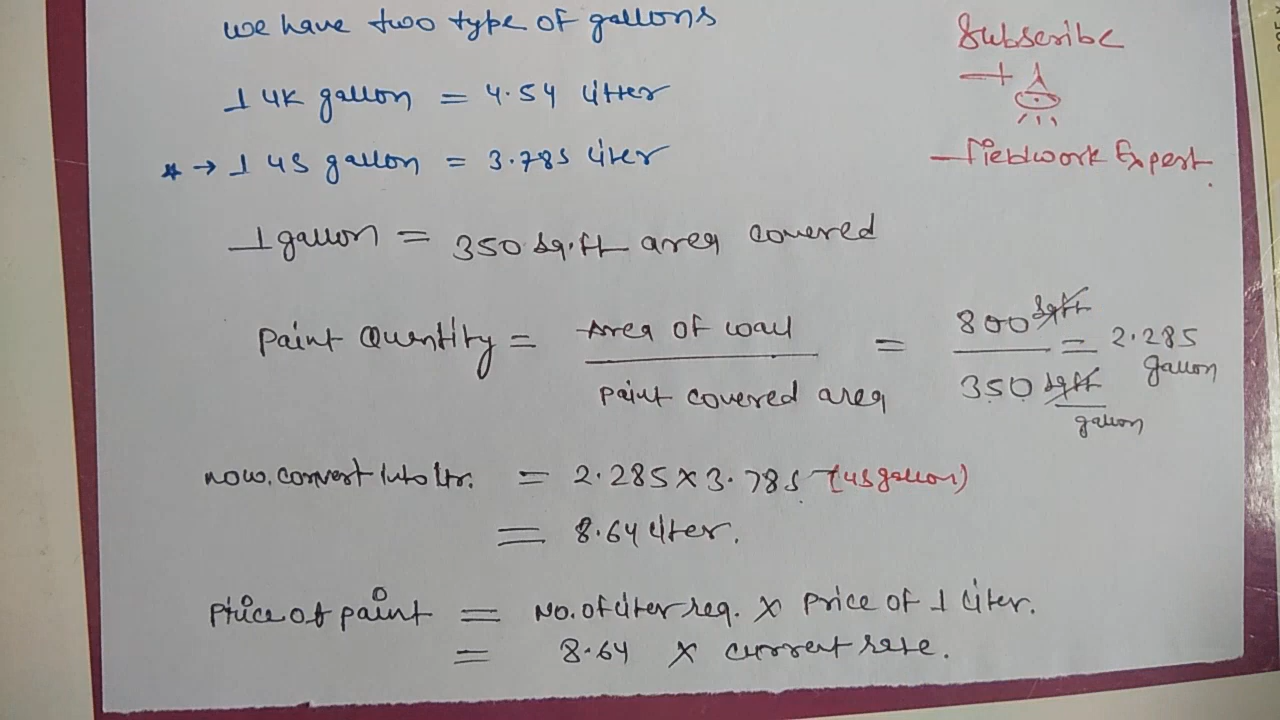 we have two type of gallons
1 UK gallon = 4.54 litter
* → 1 US gallon = 3.785 liter
1 gallon = 350 sq.ft area covered
Paint Quantity = Area of wall / paint covered area = 800 sqft / 350 sqft/gallon = 2.285 gallon
now. convert into ltr. = 2.285 x 3.785 (US gallon)
= 8.64 liter.
Price of paint = No. of liter req. x Price of 1 liter.
= 8.64 x current rate.
Subscribe
Fieldwork Expert.